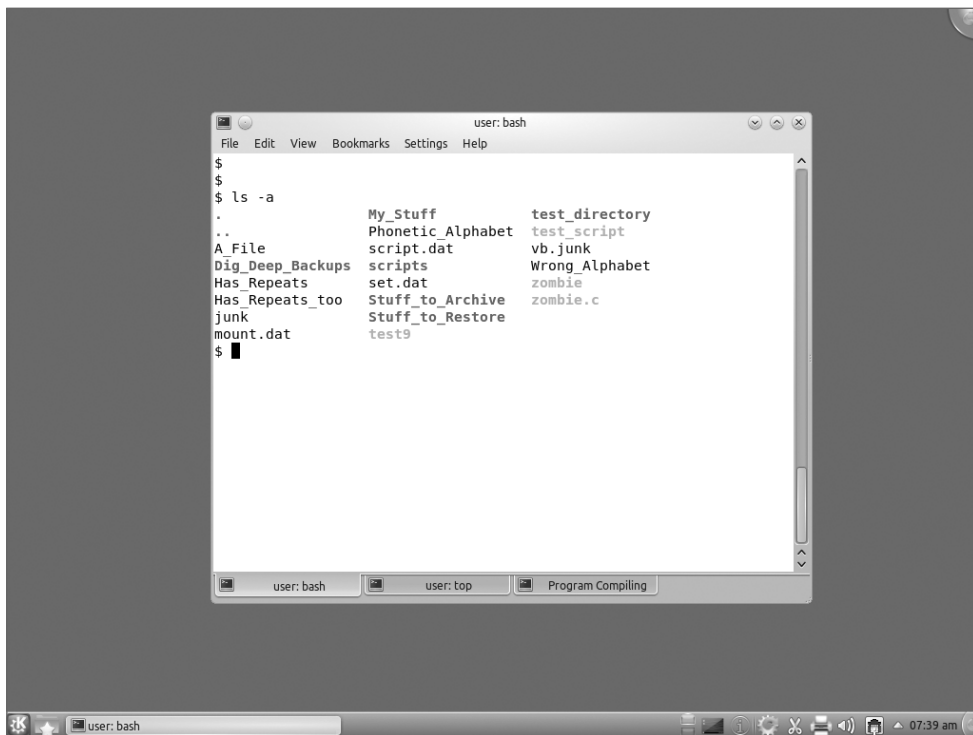 user: bash
File Edit View Bookmarks Settings Help
$
$
$ ls -a
. My_Stuff test_directory
.. Phonetic_Alphabet test_script
A_File script.dat vb.junk
Dig_Deep_Backups scripts Wrong_Alphabet
Has_Repeats set.dat zombie
Has_Repeats_too Stuff_to_Archive zombie.c
junk Stuff_to_Restore
mount.dat test9
$
user: bash user: top Program Compiling
user: bash 07:39 am